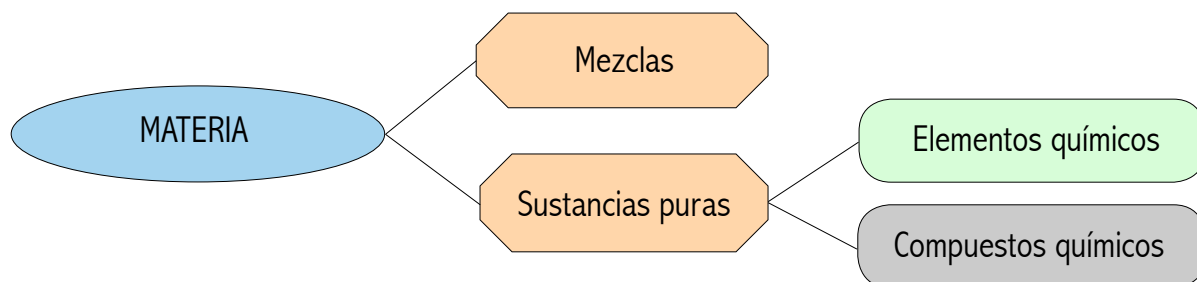 MATERIA
Mezclas
Sustancias puras
Elementos químicos
Compuestos químicos